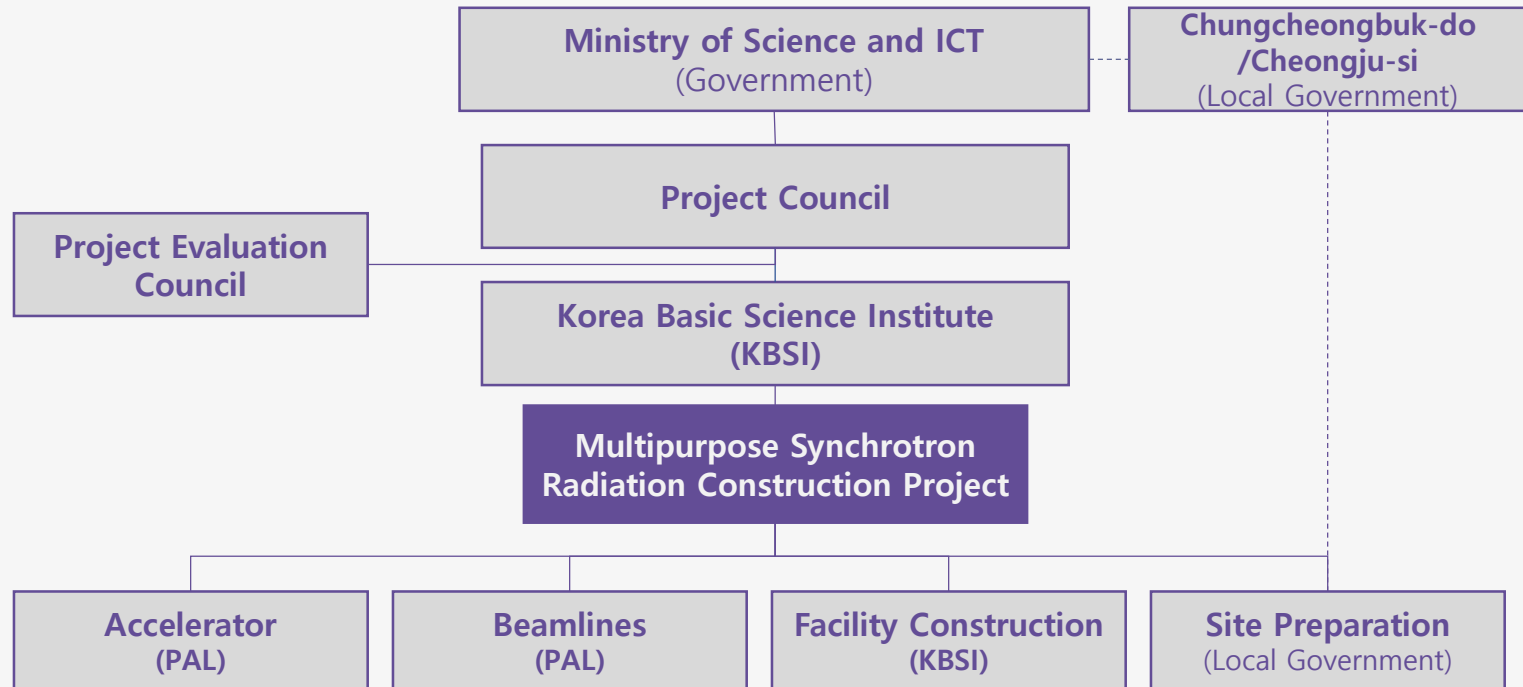 Ministry of Science and ICT
(Government)
Chungcheongbuk-do
/Cheongju-si
(Local Government)
Project Council
Project Evaluation
Council
Korea Basic Science Institute
(KBSI)
Multipurpose Synchrotron
Radiation Construction Project
Accelerator
(PAL)
Beamlines
(PAL)
Facility Construction
(KBSI)
Site Preparation
(Local Government)